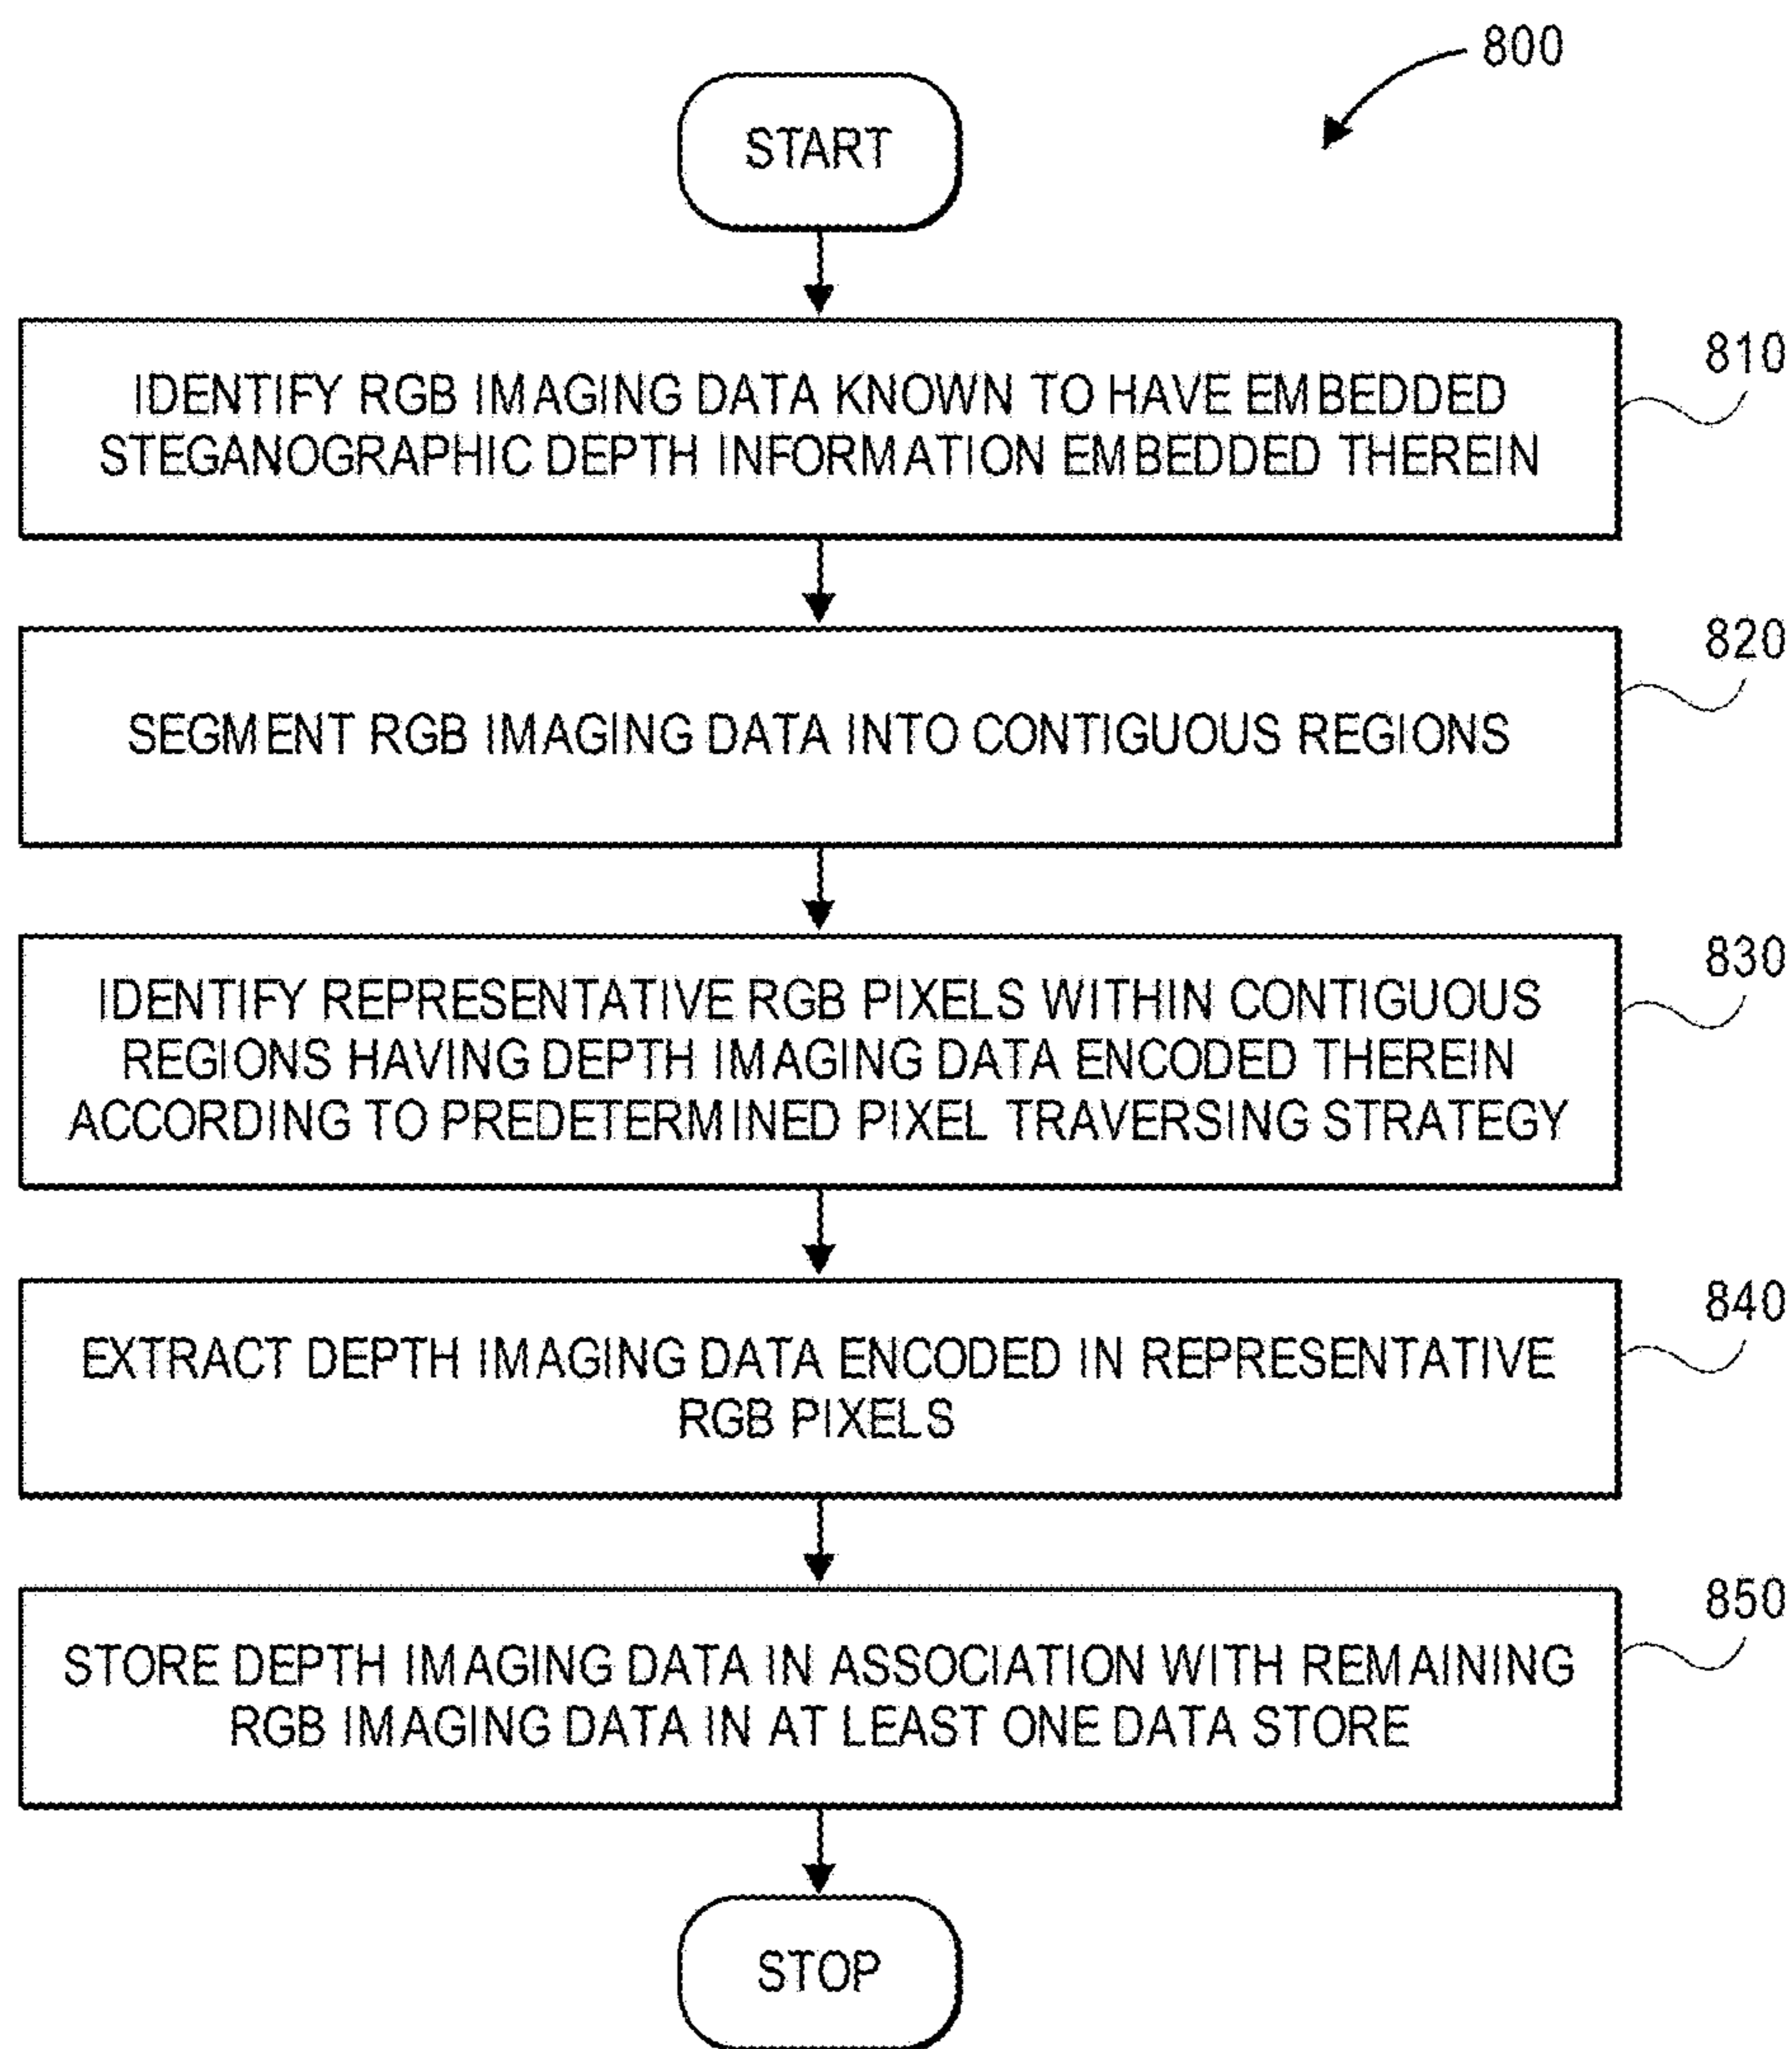 800
START
810
IDENTIFY RGB IMAGING DATA KNOWN TO HAVE EMBEDDED
STEGANOGRAPHIC DEPTH INFORMATION EMBEDDED THEREIN
820
SEGMENT RGB IMAGING DATA INTO CONTIGUOUS REGIONS
830
IDENTIFY REPRESENTATIVE RGB PIXELS WITHIN CONTIGUOUS
REGIONS HAVING DEPTH IMAGING DATA ENCODED THEREIN
ACCORDING TO PREDETERMINED PIXEL TRAVERSING STRATEGY
840
EXTRACT DEPTH IMAGING DATA ENCODED IN REPRESENTATIVE
RGB PIXELS
850
STORE DEPTH IMAGING DATA IN ASSOCIATION WITH REMAINING
RGB IMAGING DATA IN AT LEAST ONE DATA STORE
STOP